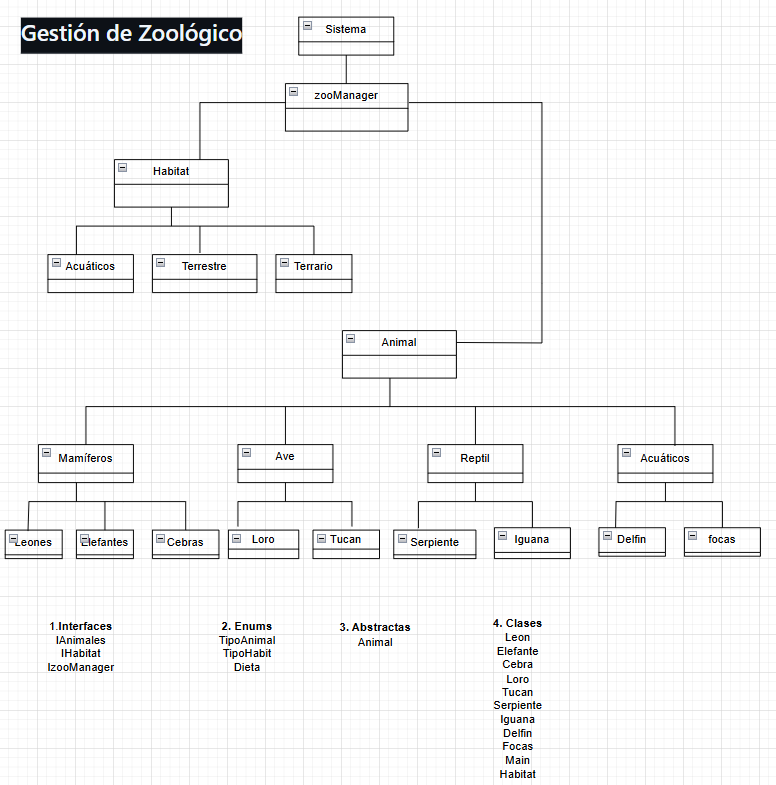 Gestión de Zoológico
Sistema
zooManager
Habitat
Acuáticos
Terrestre
Terrario
Animal
Mamíferos
Ave
Reptil
Acuáticos
Leones
Elefantes
Cebras
Loro
Tucan
Serpiente
Iguana
Delfin
focas
1.Interfaces
IAnimales
IHabitat
IzooManager
2. Enums
TipoAnimal
TipoHabit
Dieta
3. Abstractas
Animal
4. Clases
Leon
Elefante
Cebra
Loro
Tucan
Serpiente
Iguana
Delfin
Focas
Main
Habitat